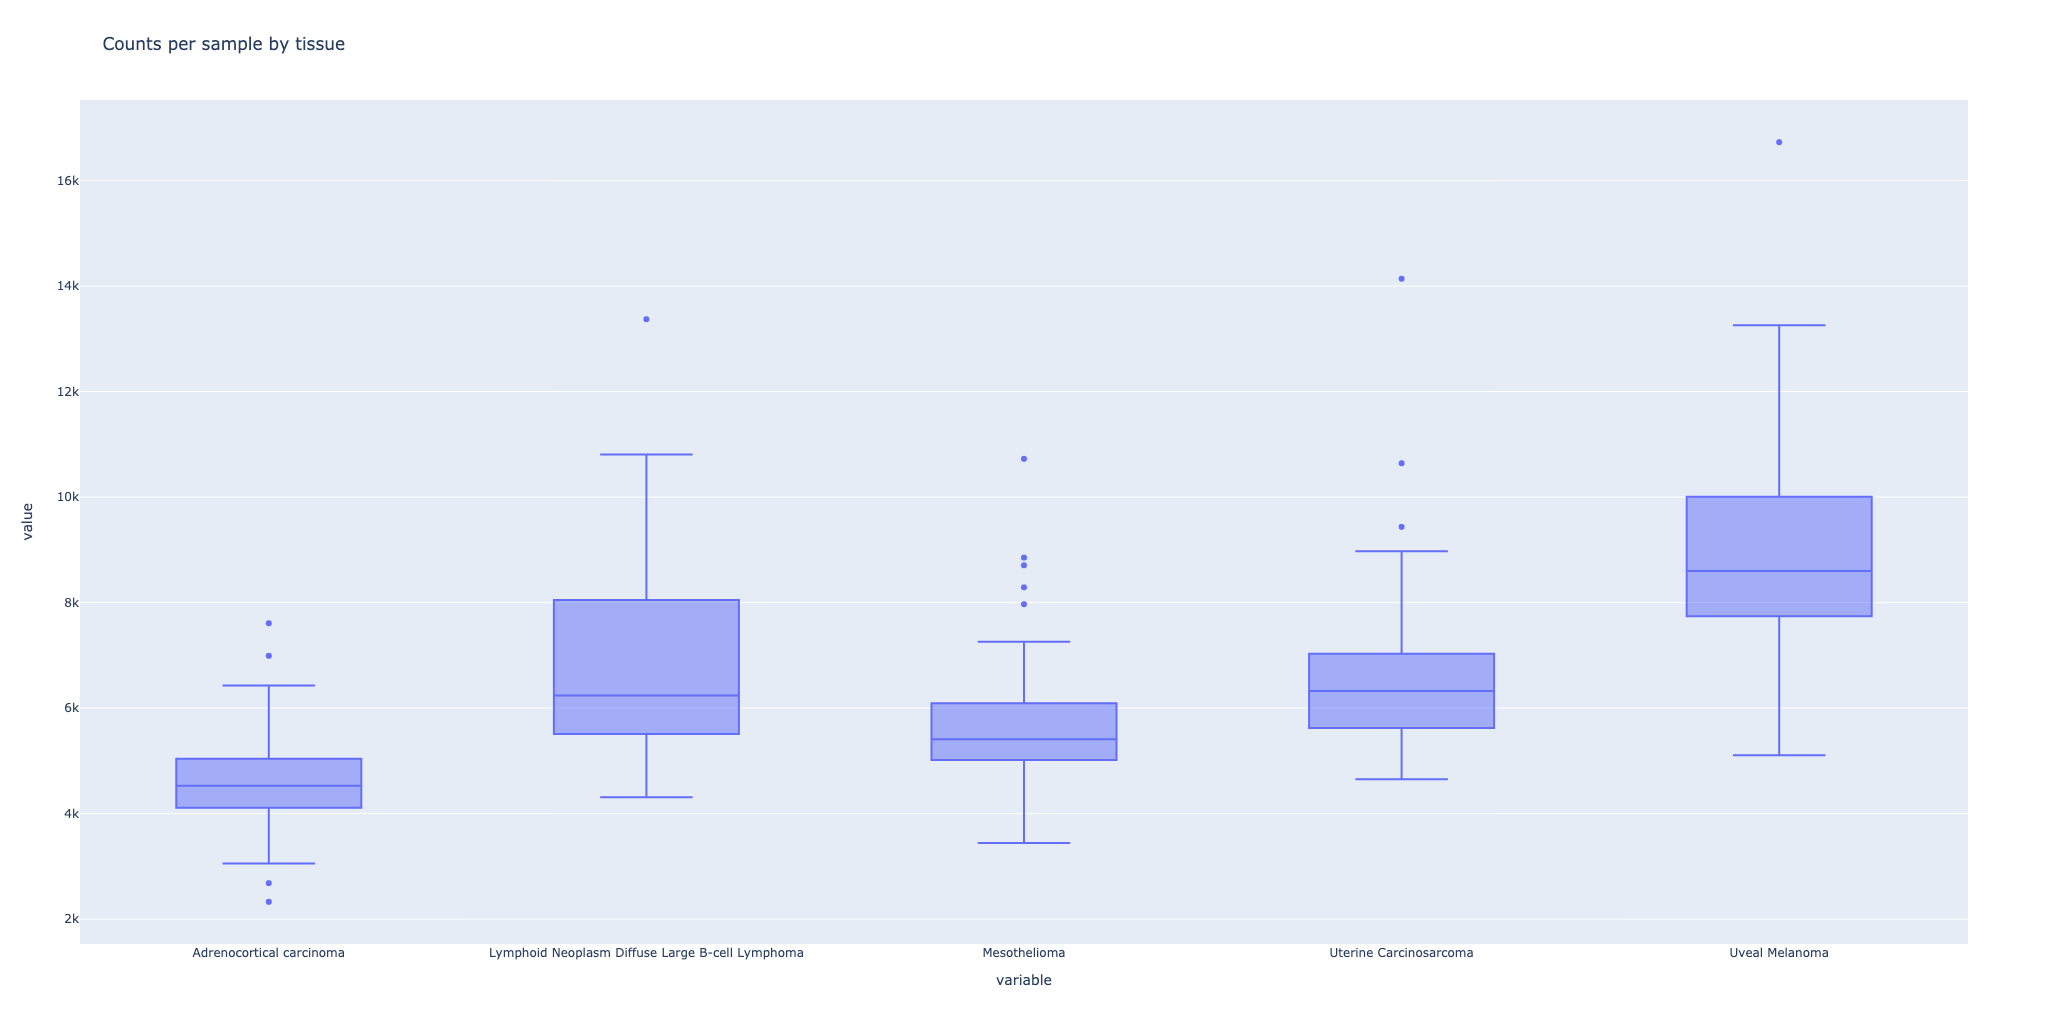 Counts per sample by tissue
16k
14k
12k
10k
8k
6k
4k
2k
value
Adrenocortical carcinoma
Lymphoid Neoplasm Diffuse Large B-cell Lymphoma
Mesothelioma
Uterine Carcinosarcoma
Uveal Melanoma
variable